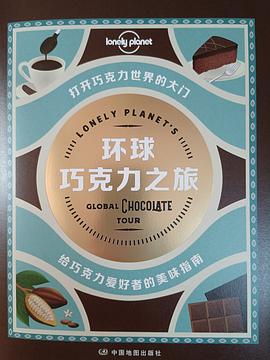 lonely planet
打开巧克力世界的大门
LONELY PLANET'S
环球
巧克力之旅
GLOBAL CHOCOLATE
TOUR
给巧克力爱好者的美味指南
中国地图出版社